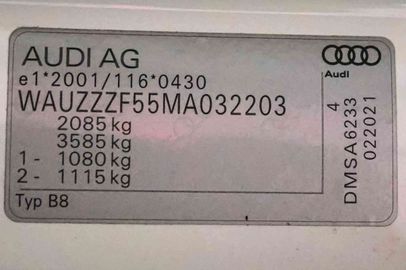 AUDI AG
e1*2001/116*0430
WAUZZZF55MA032203
2085 kg
3585 kg
1 - 1080 kg
2 - 1115 kg
Typ B8
Audi
4
DMSA6233
022021